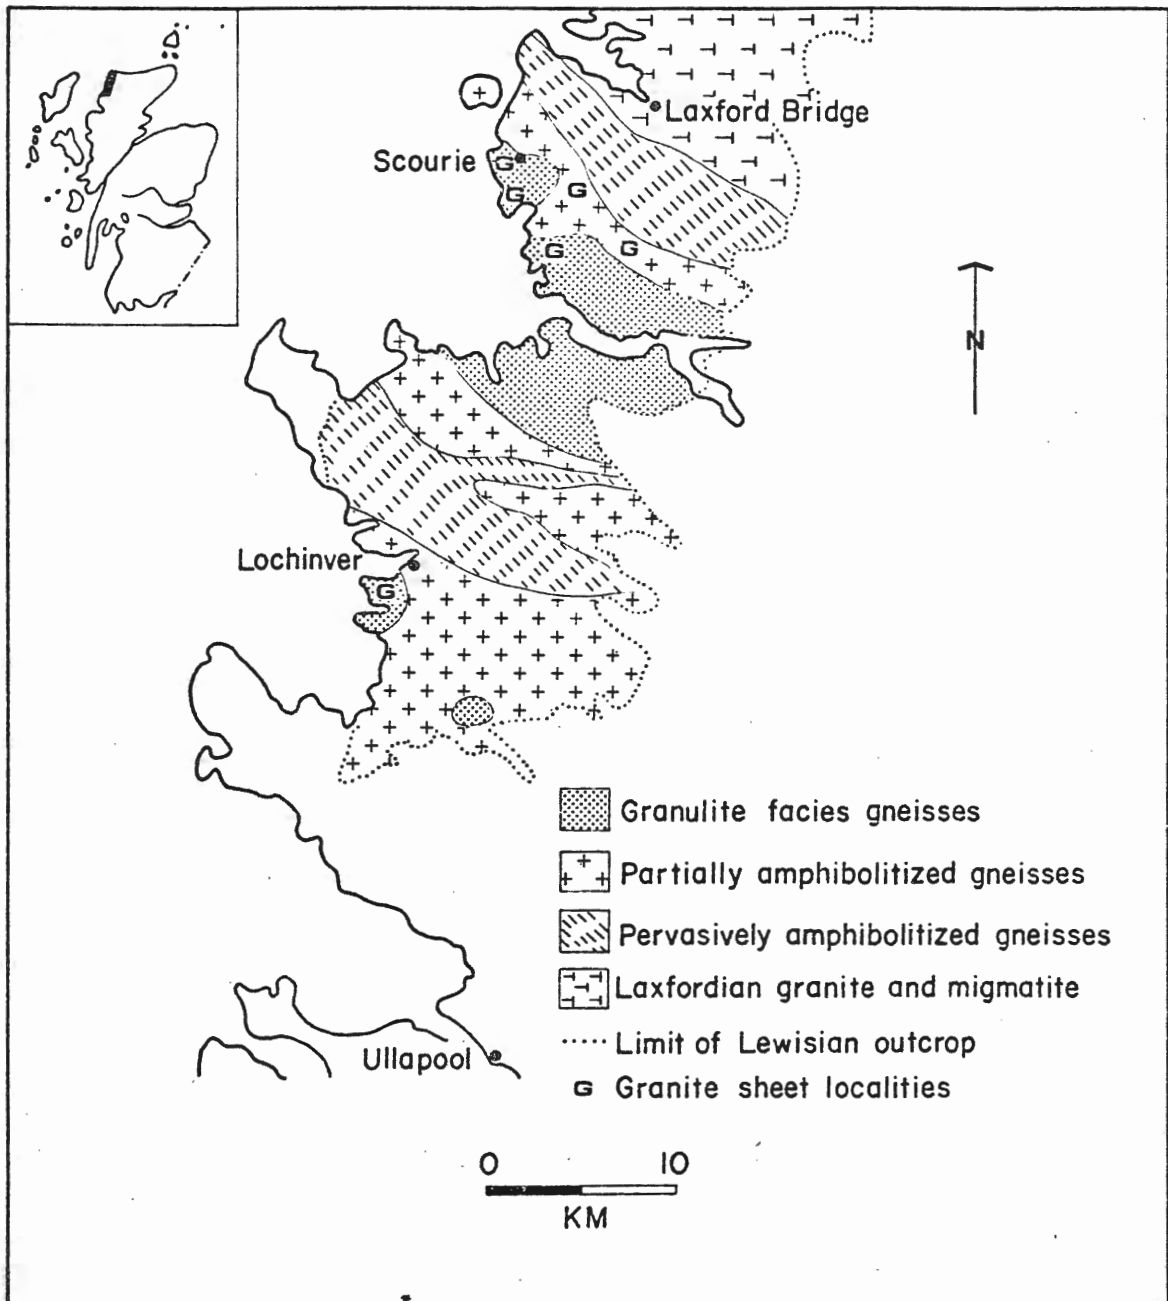 Laxford Bridge
Scourie
G
G
G
G
G
N
Lochinver
G
Granulite facies gneisses
Partially amphibolitized gneisses
Pervasively amphibolitized gneisses
Laxfordian granite and migmatite
Limit of Lewisian outcrop
Ullapool
G Granite sheet localities
0 10
KM